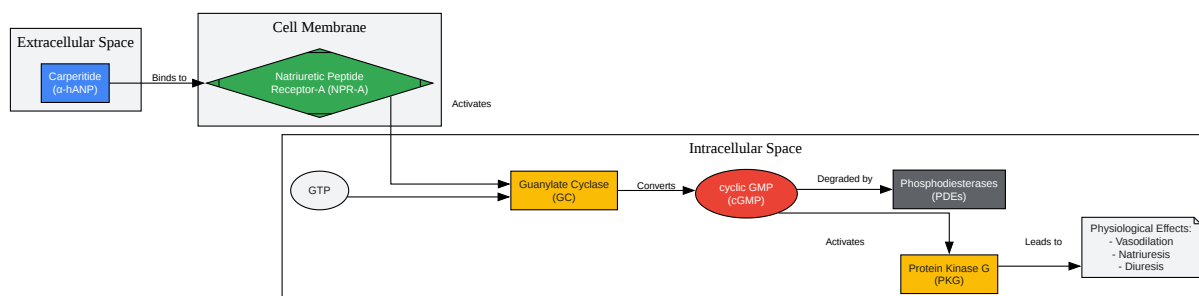 Extracellular Space
Carperitide
(α-hANP)
Binds to
Cell Membrane
Natriuretic Peptide
Receptor-A (NPR-A)
Activates
Intracellular Space
GTP
Guanylate Cyclase
(GC)
Converts
cyclic GMP
(cGMP)
Degraded by
Phosphodiesterases
(PDEs)
Activates
Protein Kinase G
(PKG)
Leads to
Physiological Effects:
- Vasodilation
- Natriuresis
- Diuresis